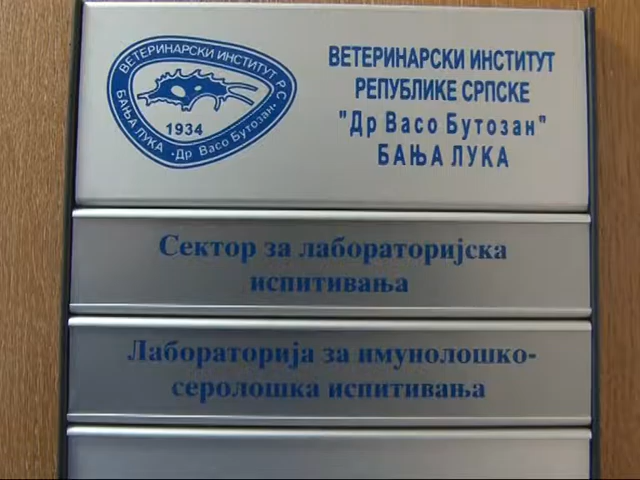 ВЕТЕРИНАРСКИ ИНСТИТУТ Р.С
БАЊА ЛУКА
·Др Васо Бутозан·
1934
ВЕТЕРИНАРСКИ ИНСТИТУТ
РЕПУБЛИКЕ СРПСКЕ
"Др Васо Бутозан"
БАЊА ЛУКА
Сектор за лабораторијска
испитивања
Лабораторија за имунолошко-
серолошка испитивања